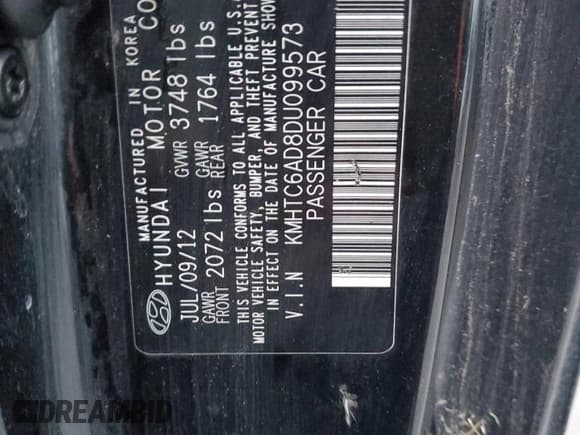 MANUFACTURED IN KOREA
HYUNDAI MOTOR CO
JUL/09/12 GVWR 3748 lbs
GAWR FRONT 2072 lbs GAWR REAR 1764 lbs
THIS VEHICLE CONFORMS TO ALL APPLICABLE U.S.
MOTOR VEHICLE SAFETY, BUMPER, AND THEFT PREVENT
IN EFFECT ON THE DATE OF MANUFACTURE SHOW
V.I.N KMHTC6AD8DU099573
PASSENGER CAR
DREAMBID